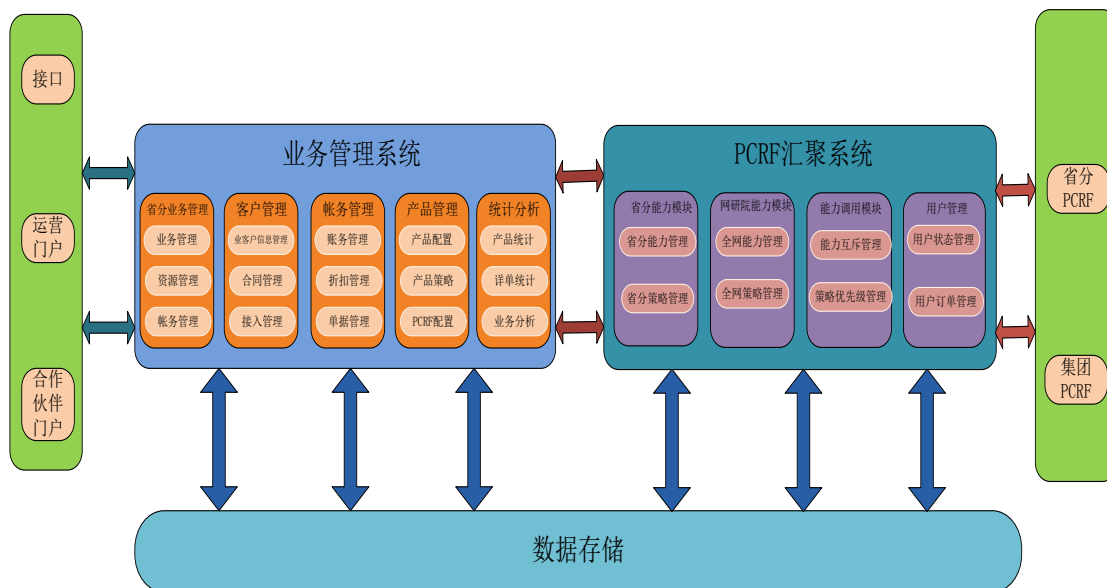 接口
运营
门户
合作
伙伴
门户
业务管理系统
省分业务管理
业务管理
资源管理
帐务管理
客户管理
业客户信息管理
合同管理
接入管理
帐务管理
账务管理
折扣管理
单据管理
产品管理
产品配置
产品策略
PCRF配置
统计分析
产品统计
详单统计
业务分析
PCRF汇聚系统
省分能力模块
省分能力管理
省分策略管理
网研院能力模块
全网能力管理
全网策略管理
能力调用模块
能力互斥管理
策略优先级管理
用户管理
用户状态管理
用户订单管理
省分
PCRF
集团
PCRF
数据存储